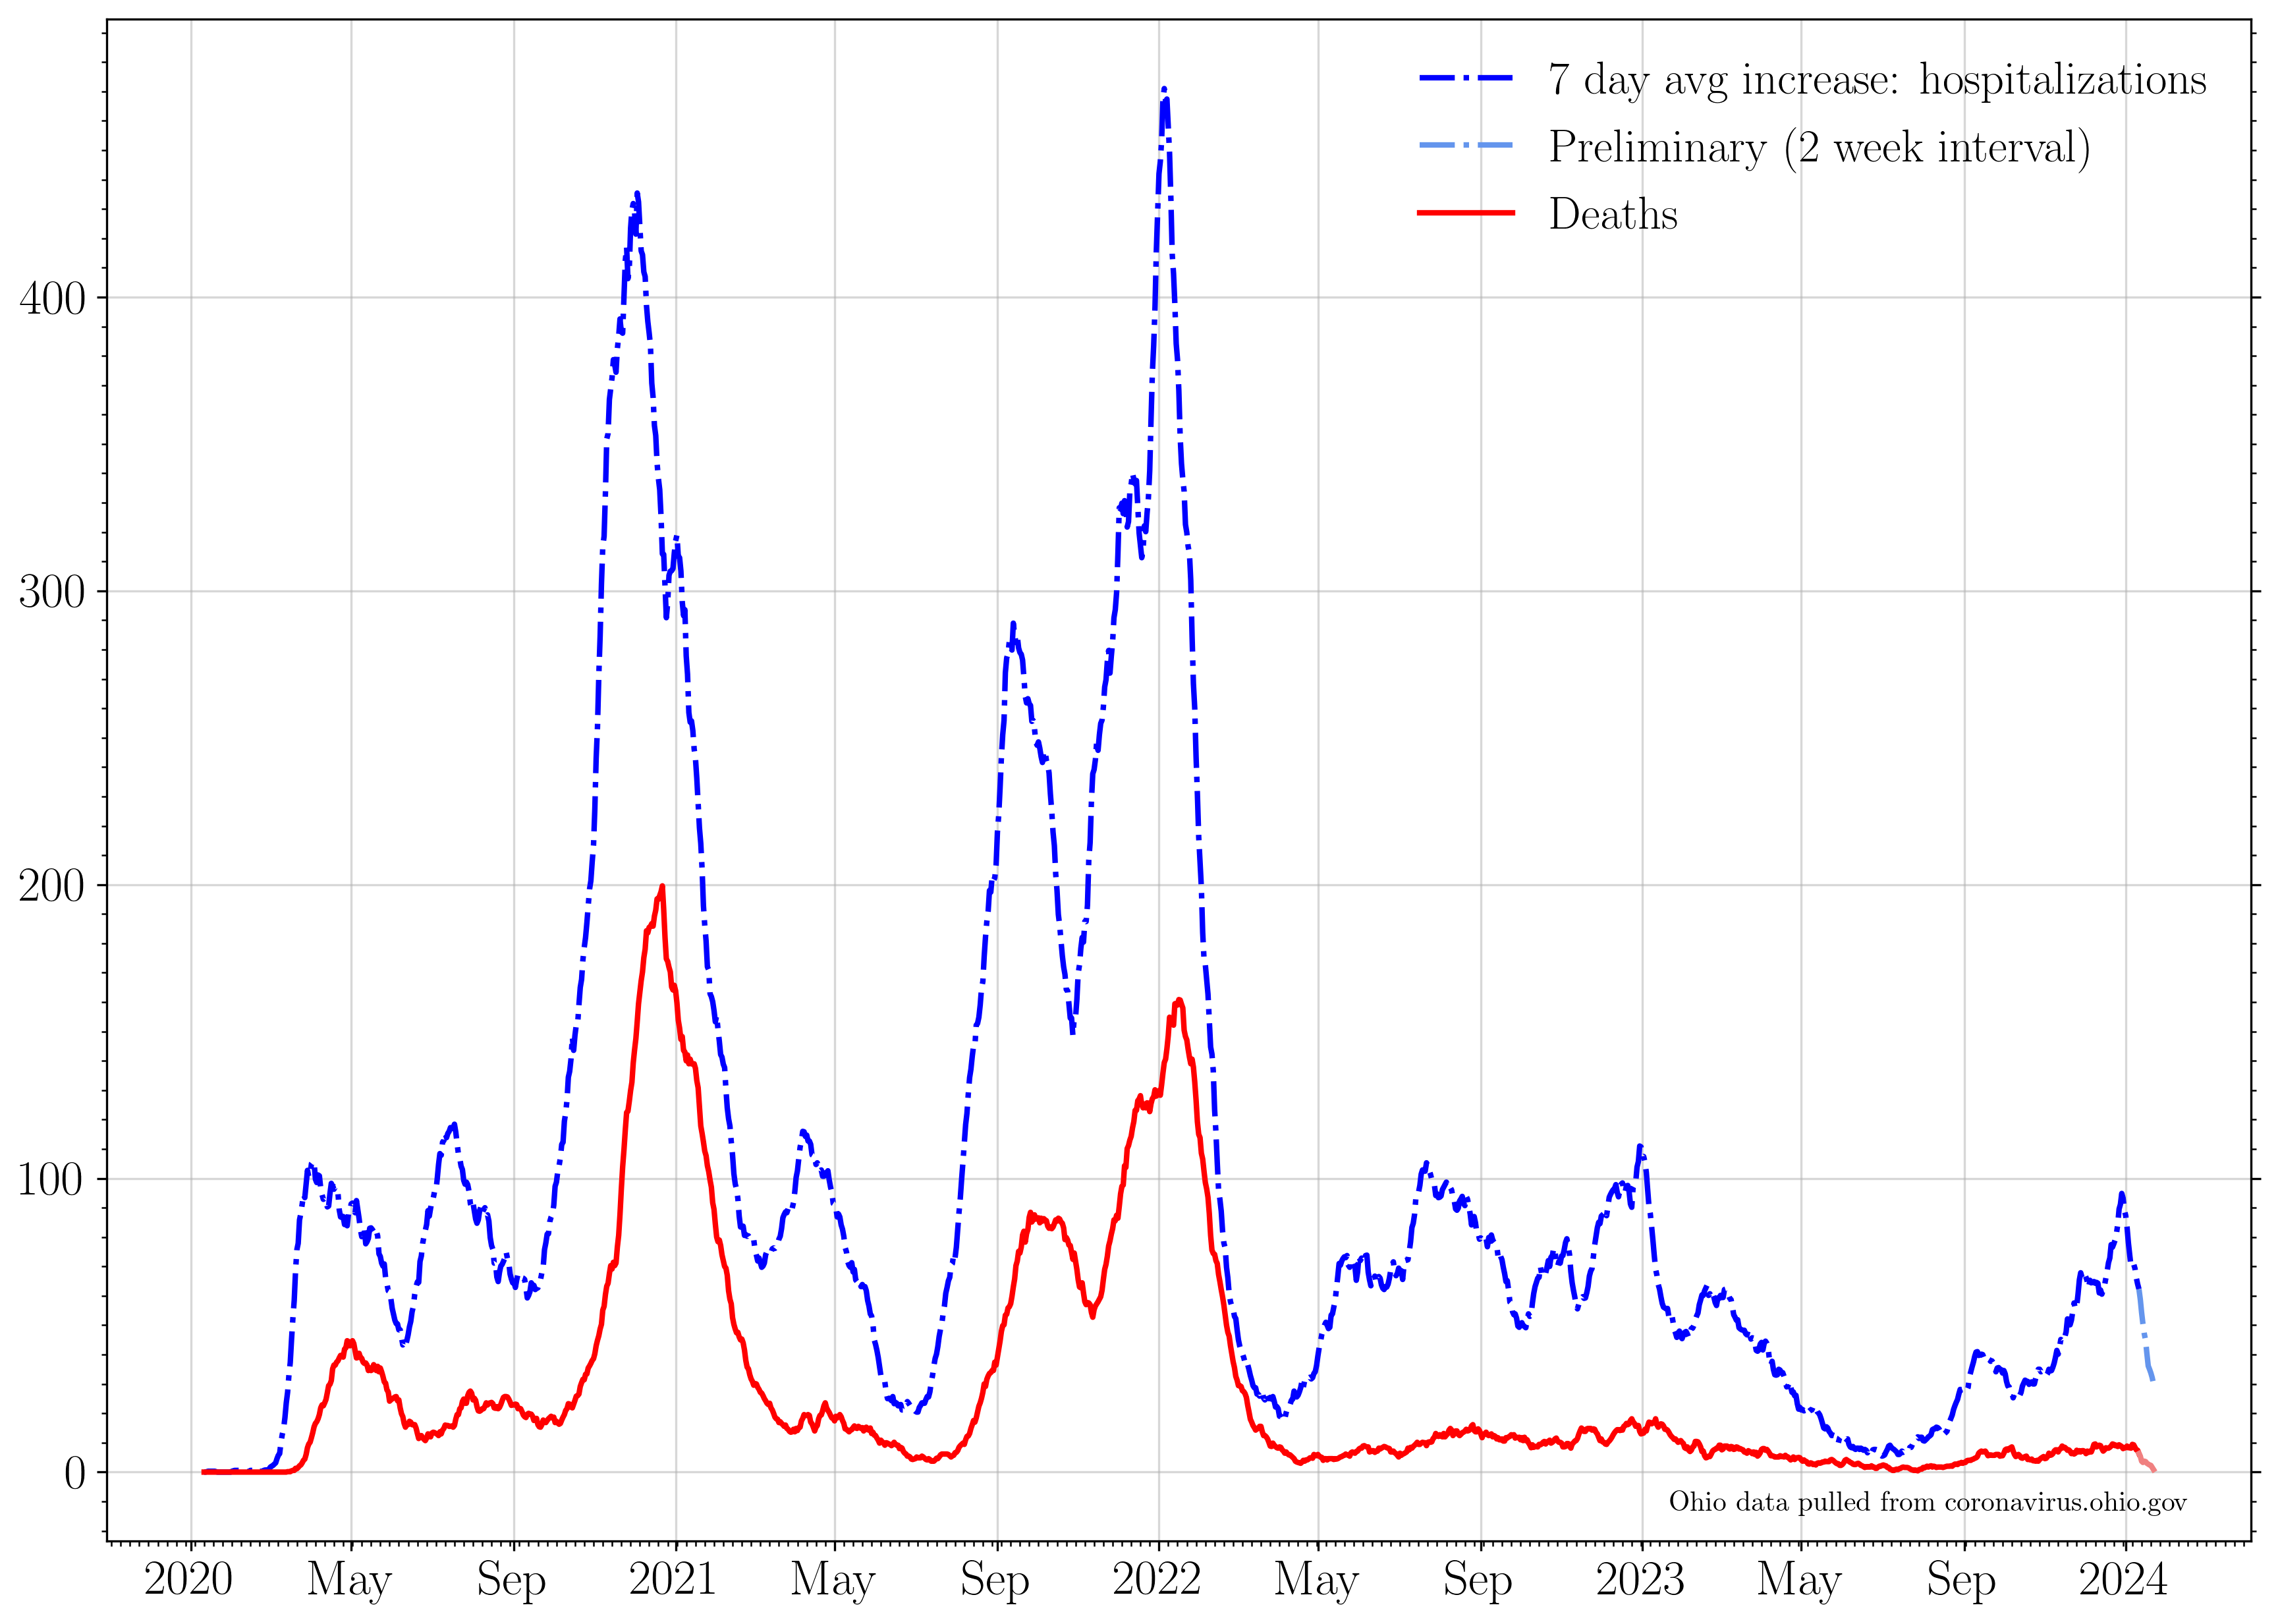 7 day avg increase: hospitalizations
Preliminary (2 week interval)
Deaths
400
300
200
100
0
Ohio data pulled from coronavirus.ohio.gov
2020 May Sep 2021 May Sep 2022 May Sep 2023 May Sep 2024